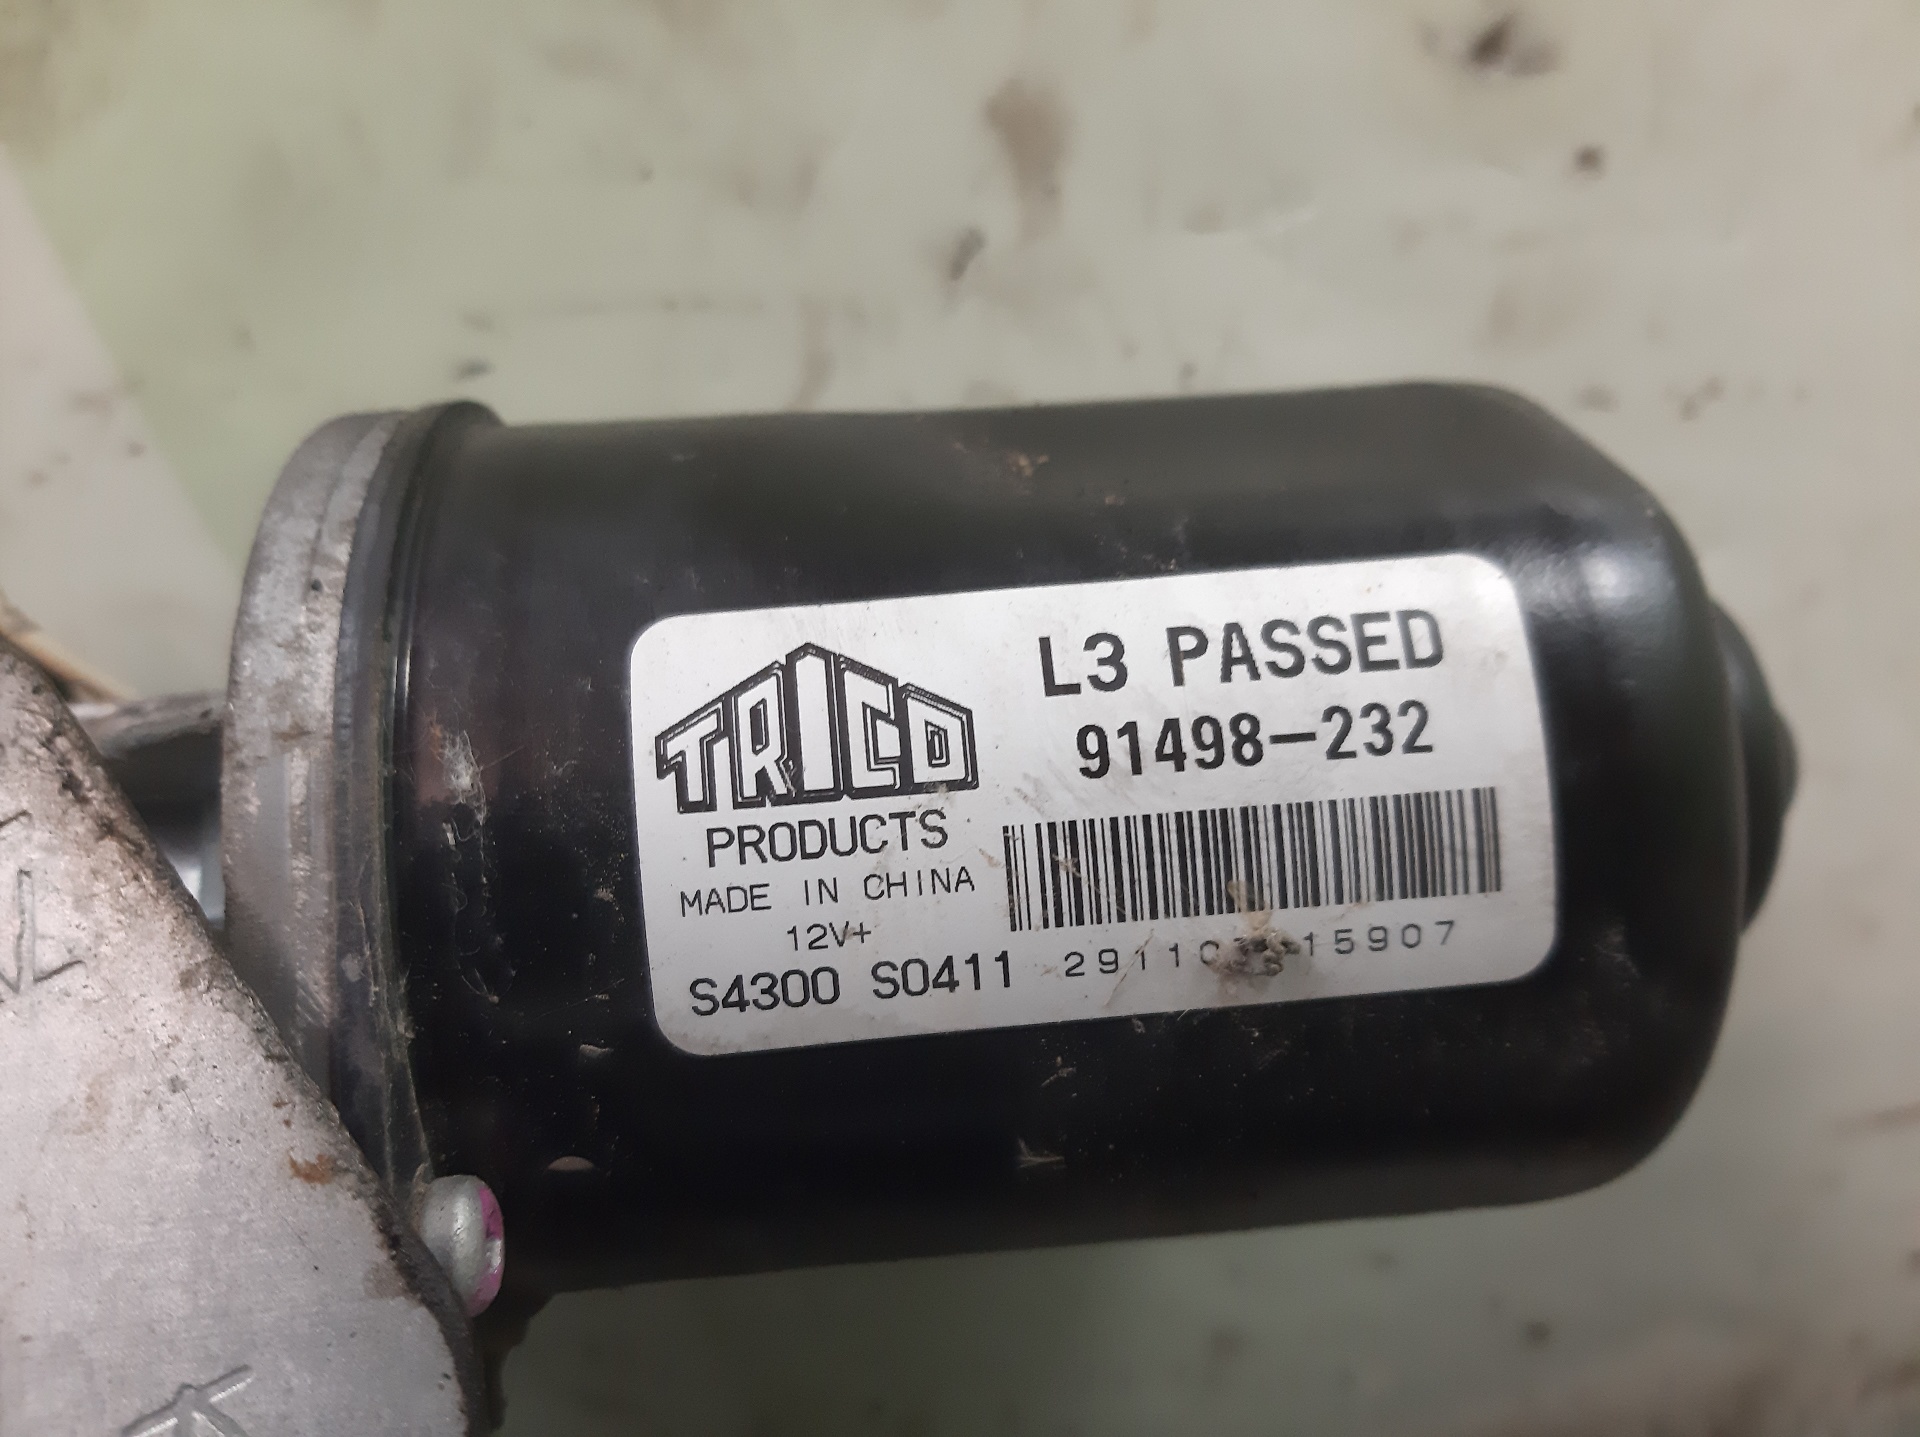 TRICO
PRODUCTS
MADE IN CHINA
12V+
S4300 S0411
L3 PASSED
91498-232